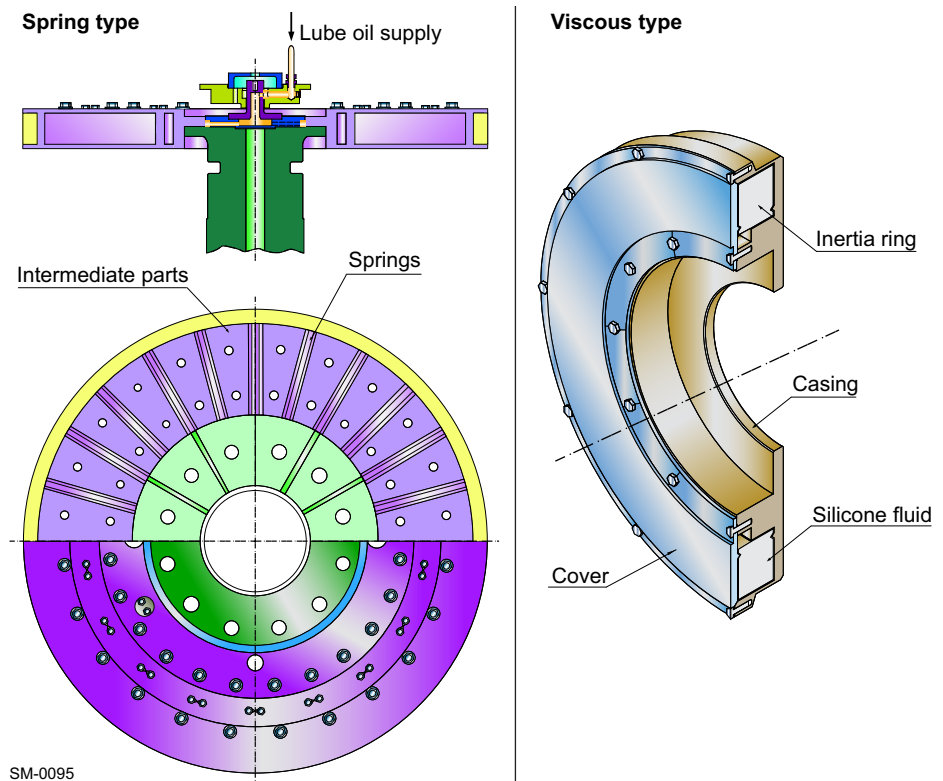 Spring type
Lube oil supply
Intermediate parts
Springs
SM-0095
Viscous type
Inertia ring
Casing
Silicone fluid
Cover